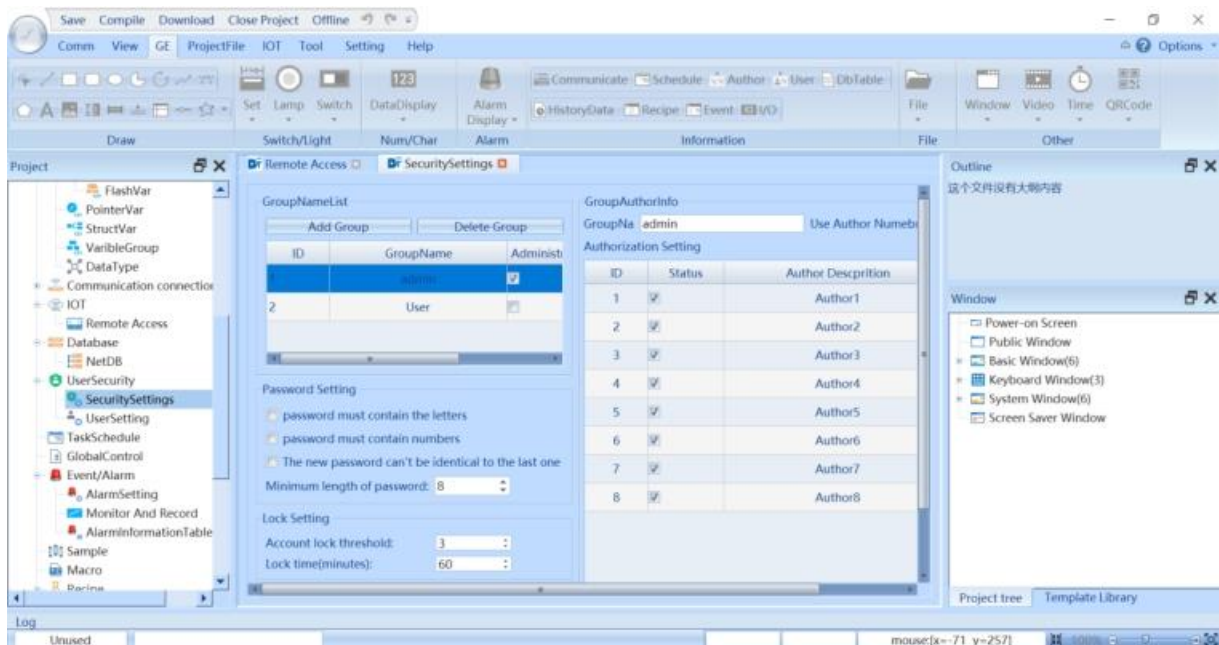 Save Compile Download Close Project Offline
Comm View GE ProjectFile IOT Tool Setting Help
Options
Set Lamp Switch DataDisplay Alarm Display
Communicate Schedule Author User DbTable
HistoryData Recipe Event I/O
File Window Video Time QRCode
Draw Switch/Light Num/Char Alarm Information File Other
Project
FlashVar
PointerVar
StructVar
VaribleGroup
DataType
Communication connection
IOT
Remote Access
Database
NetDB
UserSecurity
SecuritySettings
UserSetting
TaskSchedule
GlobalControl
Event/Alarm
AlarmSetting
Monitor And Record
AlarmInformationTable
Sample
Macro
Recipe
Remote Access SecuritySettings
GroupNameList
Add Group Delete Group
ID GroupName Administ
1 admin
2 User
Password Setting
password must contain the letters
password must contain numbers
The new password can't be identical to the last one
Minimum length of password: 8
Lock Setting
Account lock threshold: 3
Lock time(minutes): 60
GroupAuthorInfo
GroupNa admin Use Author Numeb
Authorization Setting
ID Status Author Descprition
1 Author1
2 Author2
3 Author3
4 Author4
5 Author5
6 Author6
7 Author7
8 Author8
Outline
这个文件没有大纲内容
Window
Power-on Screen
Public Window
Basic Window(6)
Keyboard Window(3)
System Window(6)
Screen Saver Window
Project tree Template Library
Log
Unused mouse:[x=-71 y=257] 100%